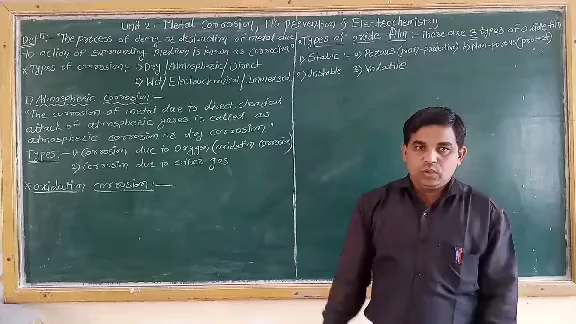 Unit 2 - Metal Corrosion, It's Prevention & Electrochemistry
Defn :- "The process of decay or destruction of metal due
to action of surrounding medium is known as corrosion"
* Types of corrosion :- 1) Dry/Atmospheric/Direct
2) Wet/Electrochemical/Immersed
1) Atmospheric corrosion :-
"The corrosion of metal due to direct chemical
attack of atmospheric gases is called as
atmospheric corrosion or dry corrosion"
Types - 1) Corrosion due to oxygen (oxidation corrosion)
2) Corrosion due to other gas
* oxidation corrosion :-
* Types of oxide film :- there are 3 types of oxide film
1) Stable :- a) Porous (non-protective) b) Non-porous (protect)
2) Unstable 3) Volatile